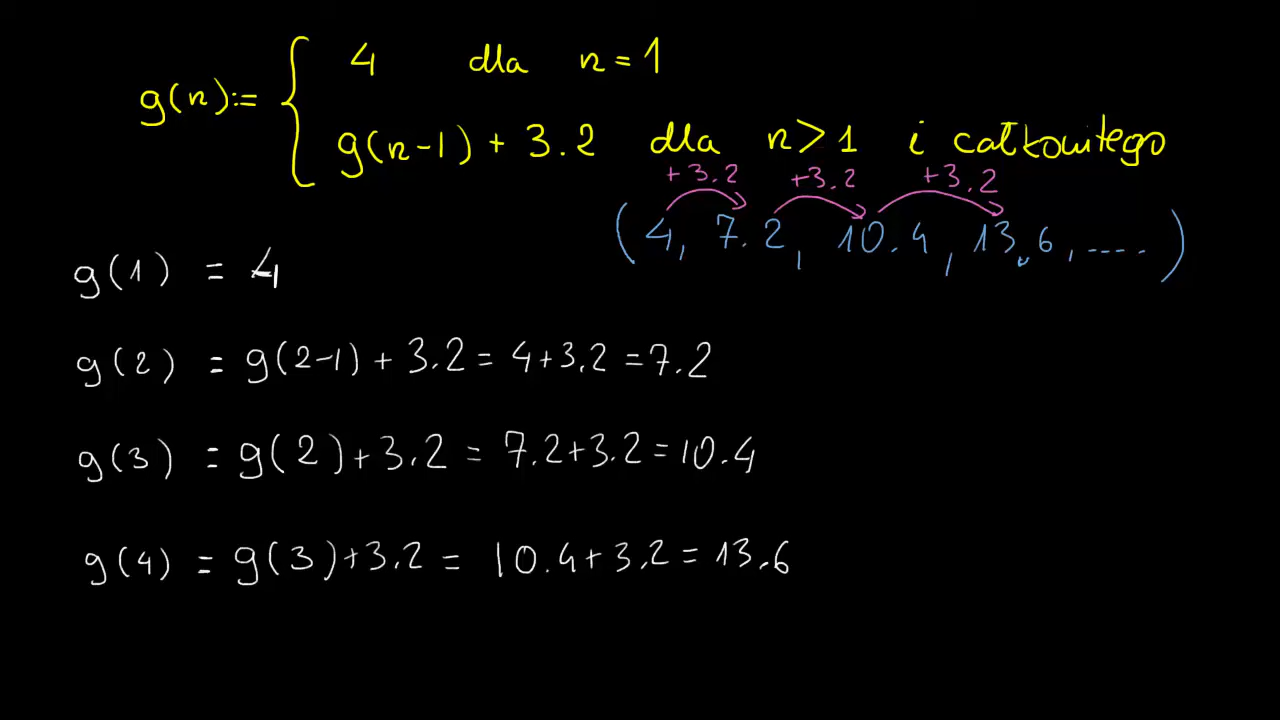 4 dla n = 1
g(n):=
g(n-1) + 3.2 dla n > 1 i całkowitego
+3.2 +3.2 +3.2
(4, 7.2, 10.4, 13.6, ....)
g(1) = 4
g(2) = g(2-1) + 3.2 = 4+3.2 = 7.2
g(3) = g(2)+3.2 = 7.2+3.2 = 10.4
g(4) = g(3)+3.2 = 10.4+3.2 = 13.6